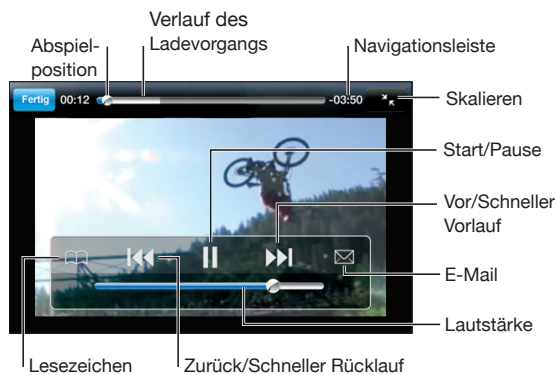 Verlauf des
Ladevorgangs
Abspiel-
position
Navigationsleiste
Fertig 00:12 -03:50
Skalieren
Start/Pause
Vor/Schneller
Vorlauf
E-Mail
Lautstärke
Lesezeichen
Zurück/Schneller Rücklauf